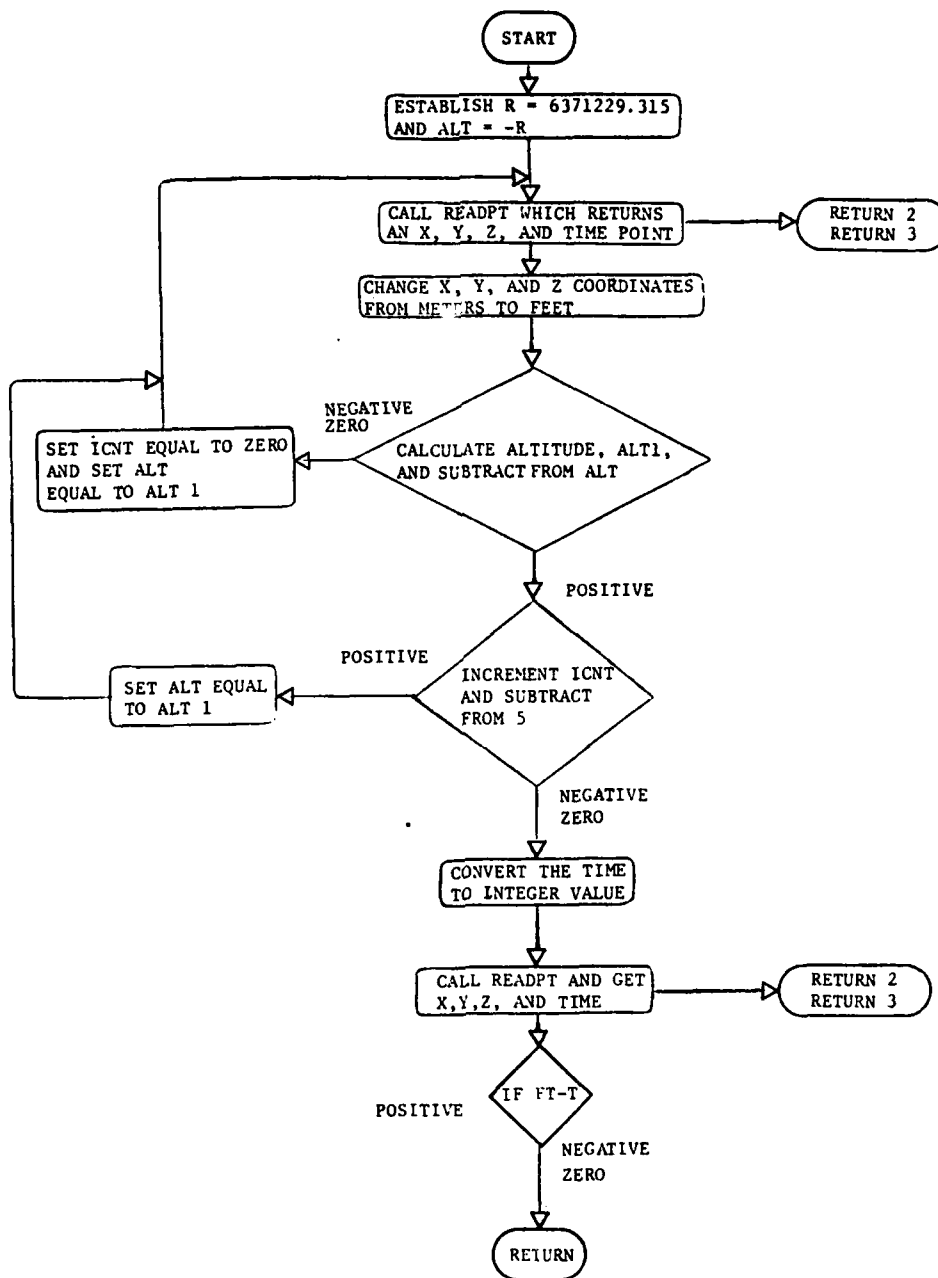 START
ESTABLISH R = 6371229.315
AND ALT = -R
CALL READPT WHICH RETURNS
AN X, Y, Z, AND TIME POINT
RETURN 2
RETURN 3
CHANGE X, Y, AND Z COORDINATES
FROM METERS TO FEET
NEGATIVE
ZERO
CALCULATE ALTITUDE, ALT1,
AND SUBTRACT FROM ALT
SET ICNT EQUAL TO ZERO
AND SET ALT
EQUAL TO ALT 1
POSITIVE
POSITIVE
INCREMENT ICNT
AND SUBTRACT
FROM 5
SET ALT EQUAL
TO ALT 1
NEGATIVE
ZERO
CONVERT THE TIME
TO INTEGER VALUE
CALL READPT AND GET
X,Y,Z, AND TIME
RETURN 2
RETURN 3
IF FT-T
POSITIVE
NEGATIVE
ZERO
RETURN